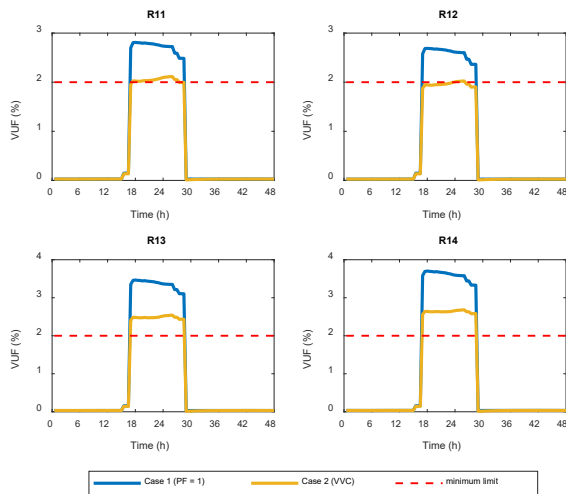 R11
R12
3
2
1
0
VUF (%)
0 6 12 18 24 30 36 42 48
Time (h)
3
2
1
0
VUF (%)
0 6 12 18 24 30 36 42 48
Time (h)
R13
R14
4
3
2
1
0
VUF (%)
0 6 12 18 24 30 36 42 48
Time (h)
4
3
2
1
0
VUF (%)
0 6 12 18 24 30 36 42 48
Time (h)
Case 1 (PF = 1) Case 2 (VVC) minimum limit